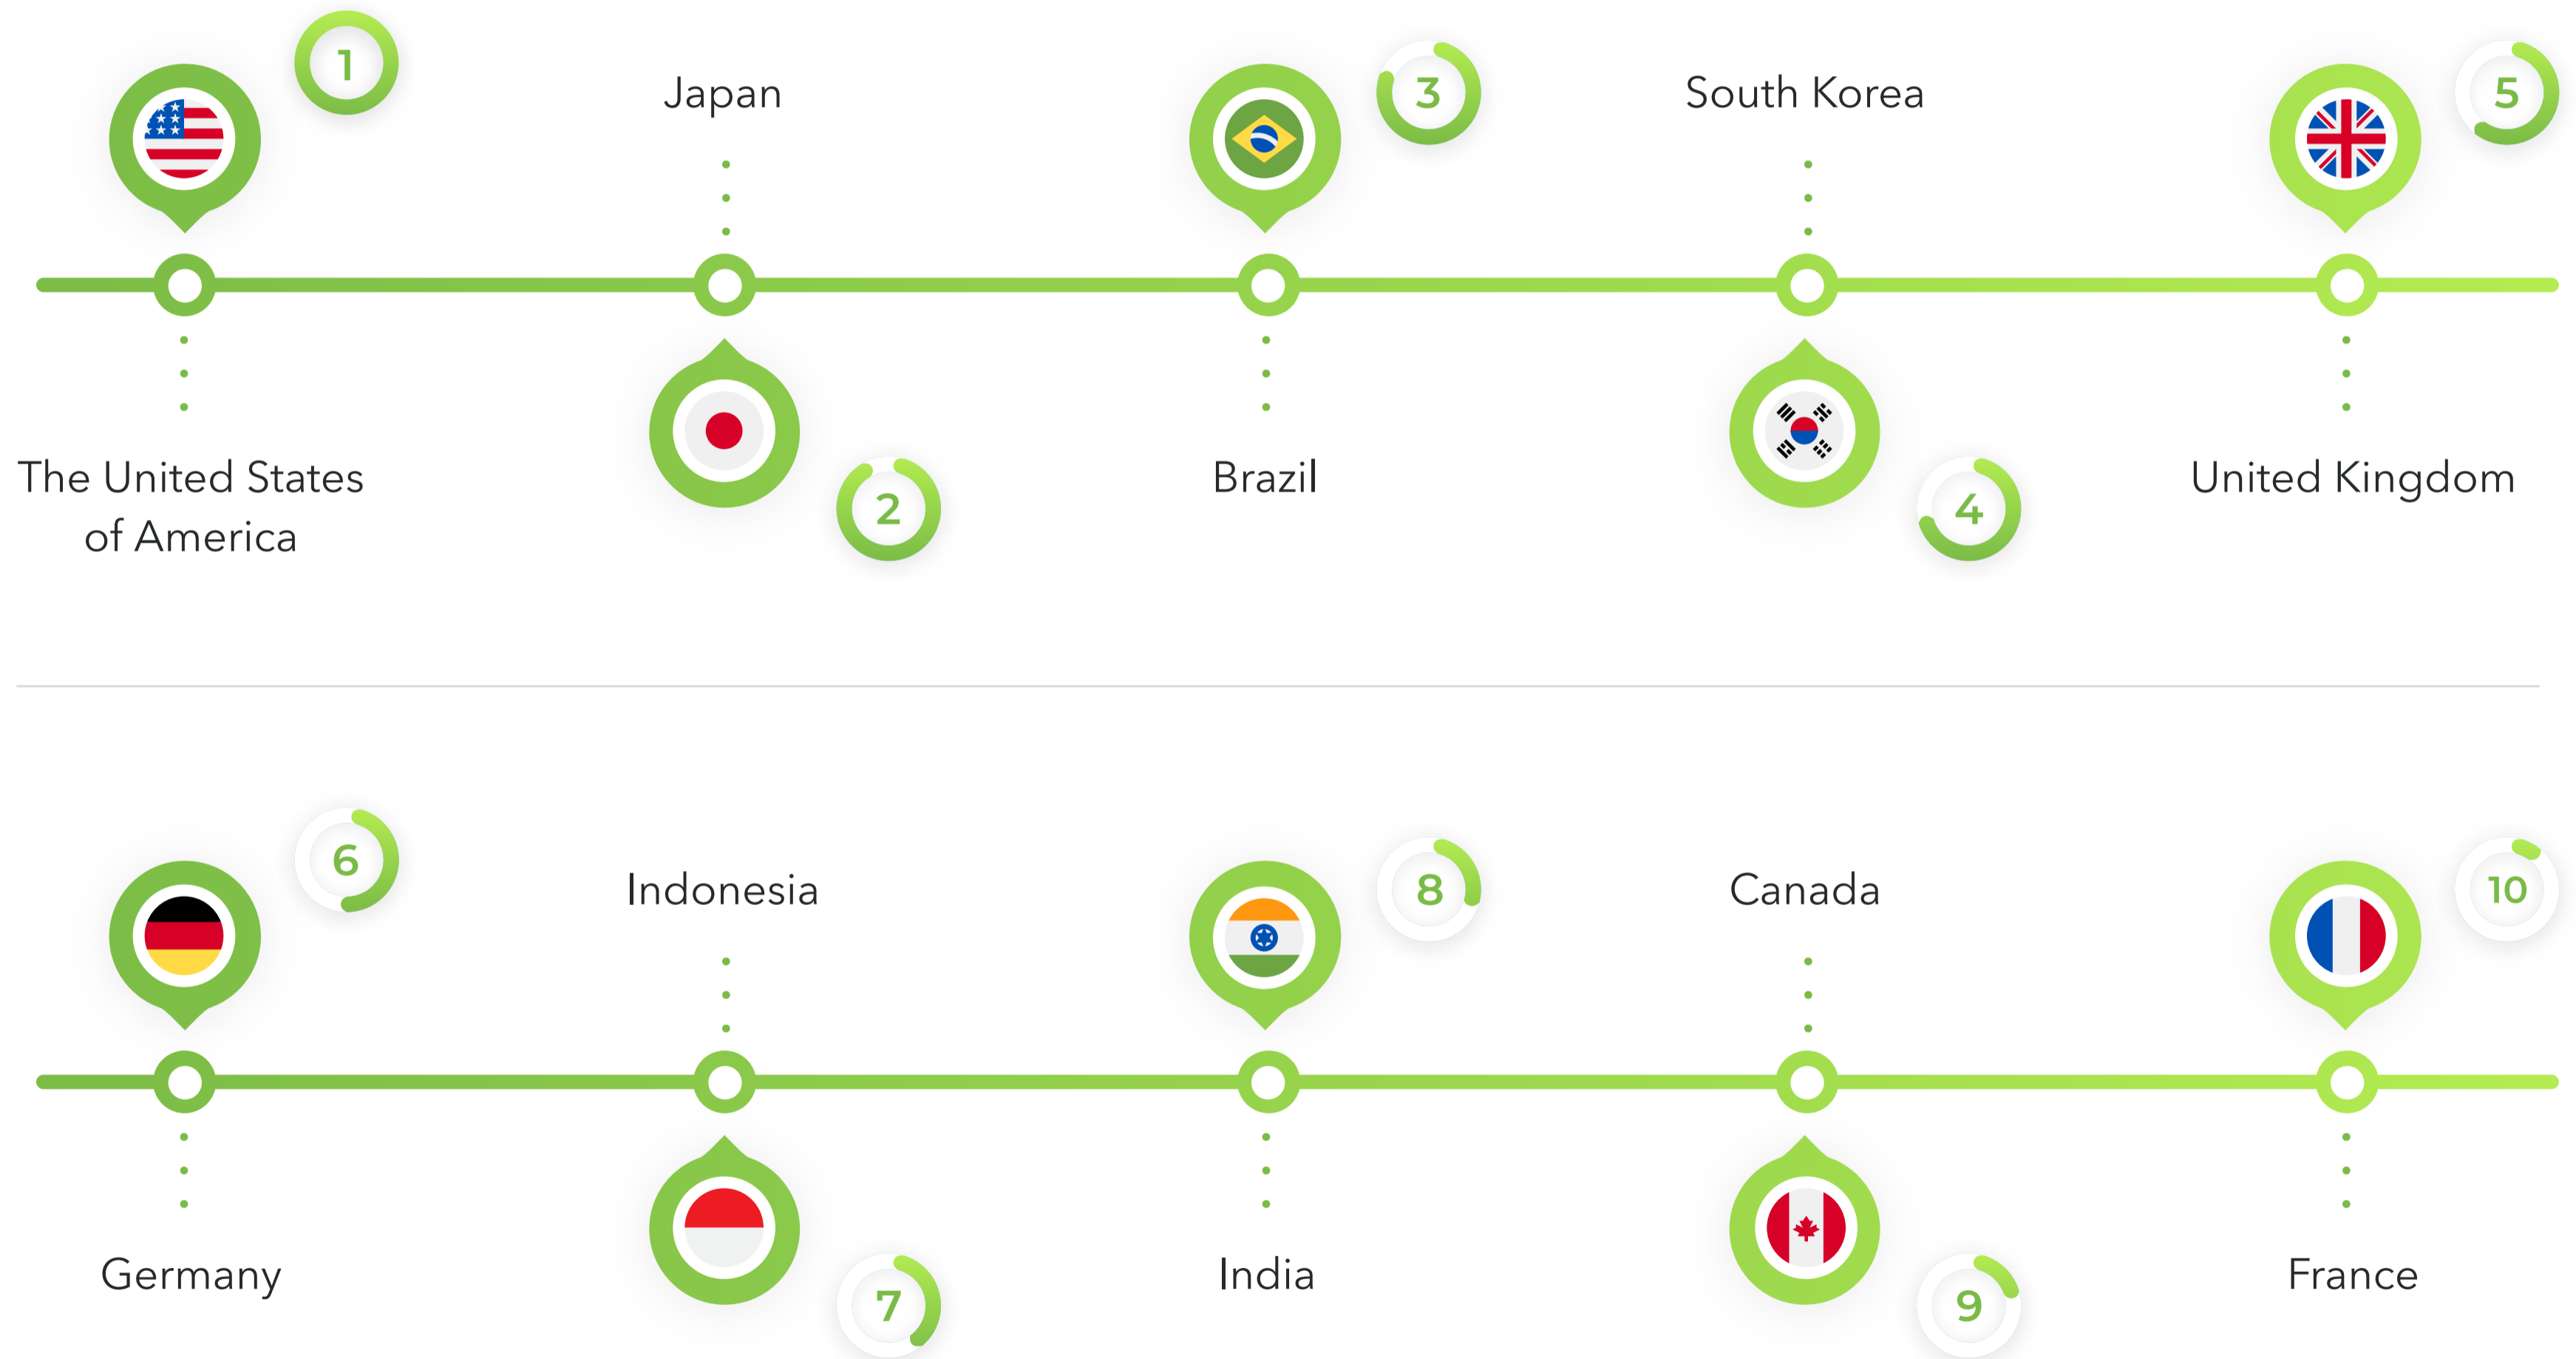 1
The United States
of America
Japan
2
3
Brazil
South Korea
4
5
United Kingdom
6
Germany
Indonesia
7
8
India
Canada
9
10
France